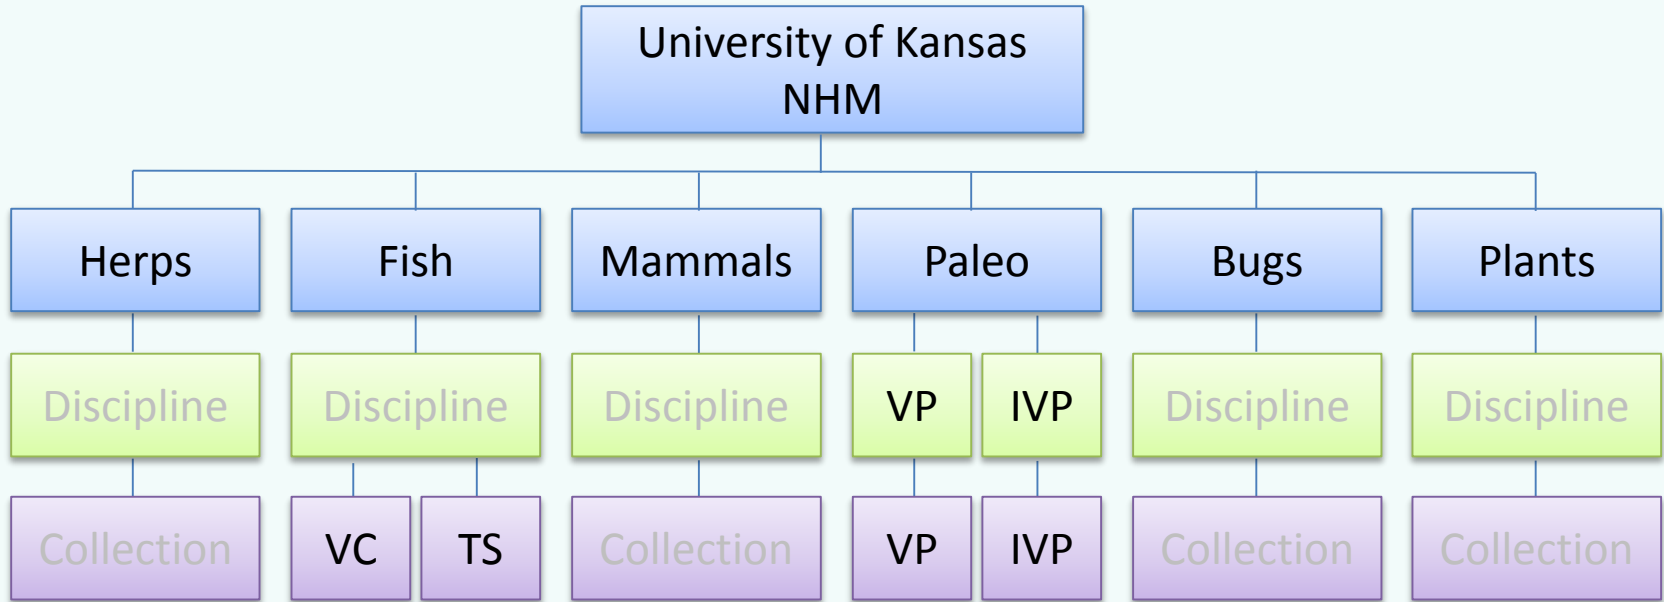 University of Kansas
NHM
Herps
Fish
Mammals
Paleo
Bugs
Plants
Discipline
Discipline
Discipline
VP
IVP
Discipline
Discipline
Collection
VC
TS
Collection
VP
IVP
Collection
Collection